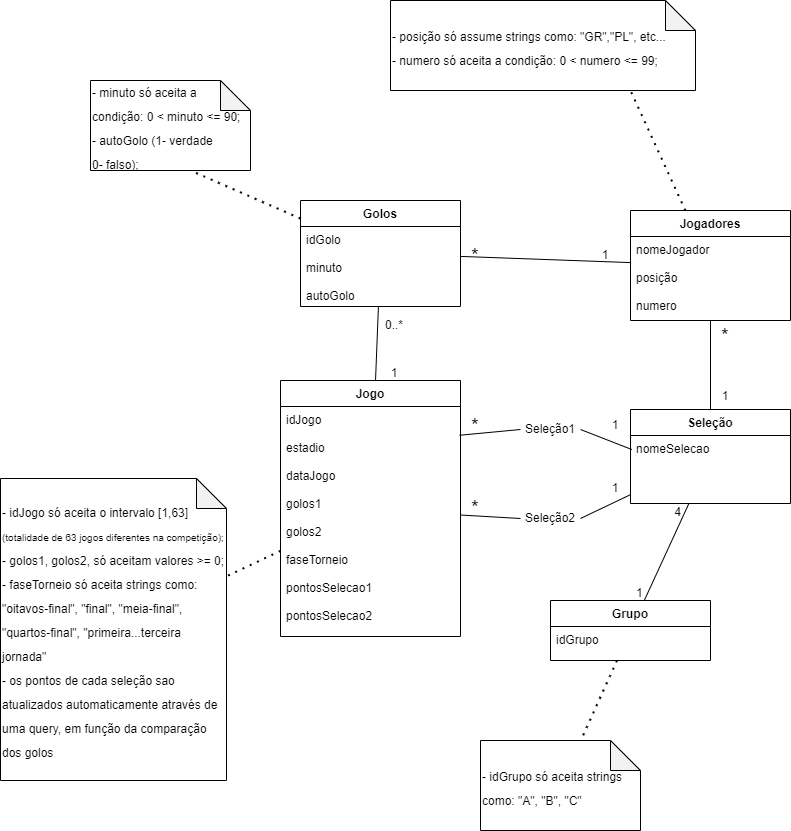 - posição só assume strings como: "GR","PL", etc...
- numero só aceita a condição: 0 < numero <= 99;
- minuto só aceita a
condição: 0 < minuto <= 90;
- autoGolo (1- verdade
0- falso);
Golos
idGolo
minuto
autoGolo
*
1
Jogadores
nomeJogador
posição
numero
0..*
1
*
1
Jogo
idJogo
estadio
dataJogo
golos1
golos2
faseTorneio
pontosSelecao1
pontosSelecao2
*
Seleção1
1
*
Seleção2
1
Seleção
nomeSelecao
4
1
Grupo
idGrupo
- idJogo só aceita o intervalo [1,63]
(totalidade de 63 jogos diferentes na competição);
- golos1, golos2, só aceitam valores >= 0;
- faseTorneio só aceita strings como:
"oitavos-final", "final", "meia-final",
"quartos-final", "primeira...terceira
jornada"
- os pontos de cada seleção sao
atualizados automaticamente através de
uma query, em função da comparação
dos golos
- idGrupo só aceita strings
como: "A", "B", "C"